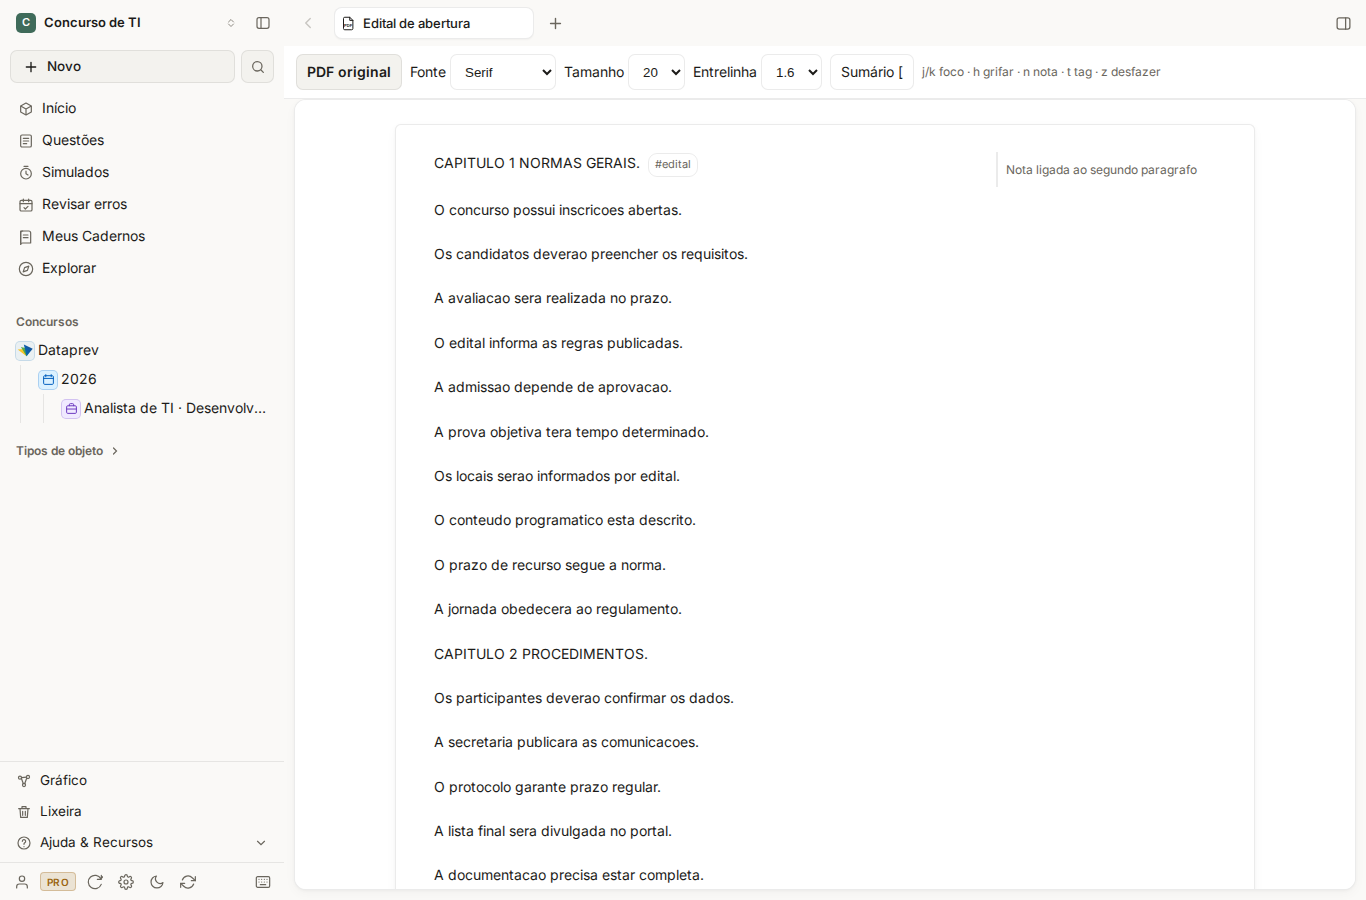 C Concurso de TI
Edital de abertura
Novo
PDF original Fonte Serif Tamanho 20 Entrelinha 1.6 Sumário [ j/k foco · h grifar · n nota · t tag · z desfazer
Início
Questões
Simulados
Revisar erros
Meus Cadernos
Explorar
Concursos
Dataprev
2026
Analista de TI · Desenvolv...
Tipos de objeto
Gráfico
Lixeira
Ajuda & Recursos
PRO
CAPITULO 1 NORMAS GERAIS. #edital
Nota ligada ao segundo paragrafo
O concurso possui inscricoes abertas.
Os candidatos deverao preencher os requisitos.
A avaliacao sera realizada no prazo.
O edital informa as regras publicadas.
A admissao depende de aprovacao.
A prova objetiva tera tempo determinado.
Os locais serao informados por edital.
O conteudo programatico esta descrito.
O prazo de recurso segue a norma.
A jornada obedecera ao regulamento.
CAPITULO 2 PROCEDIMENTOS.
Os participantes deverao confirmar os dados.
A secretaria publicara as comunicacoes.
O protocolo garante prazo regular.
A lista final sera divulgada no portal.
A documentacao precisa estar completa.